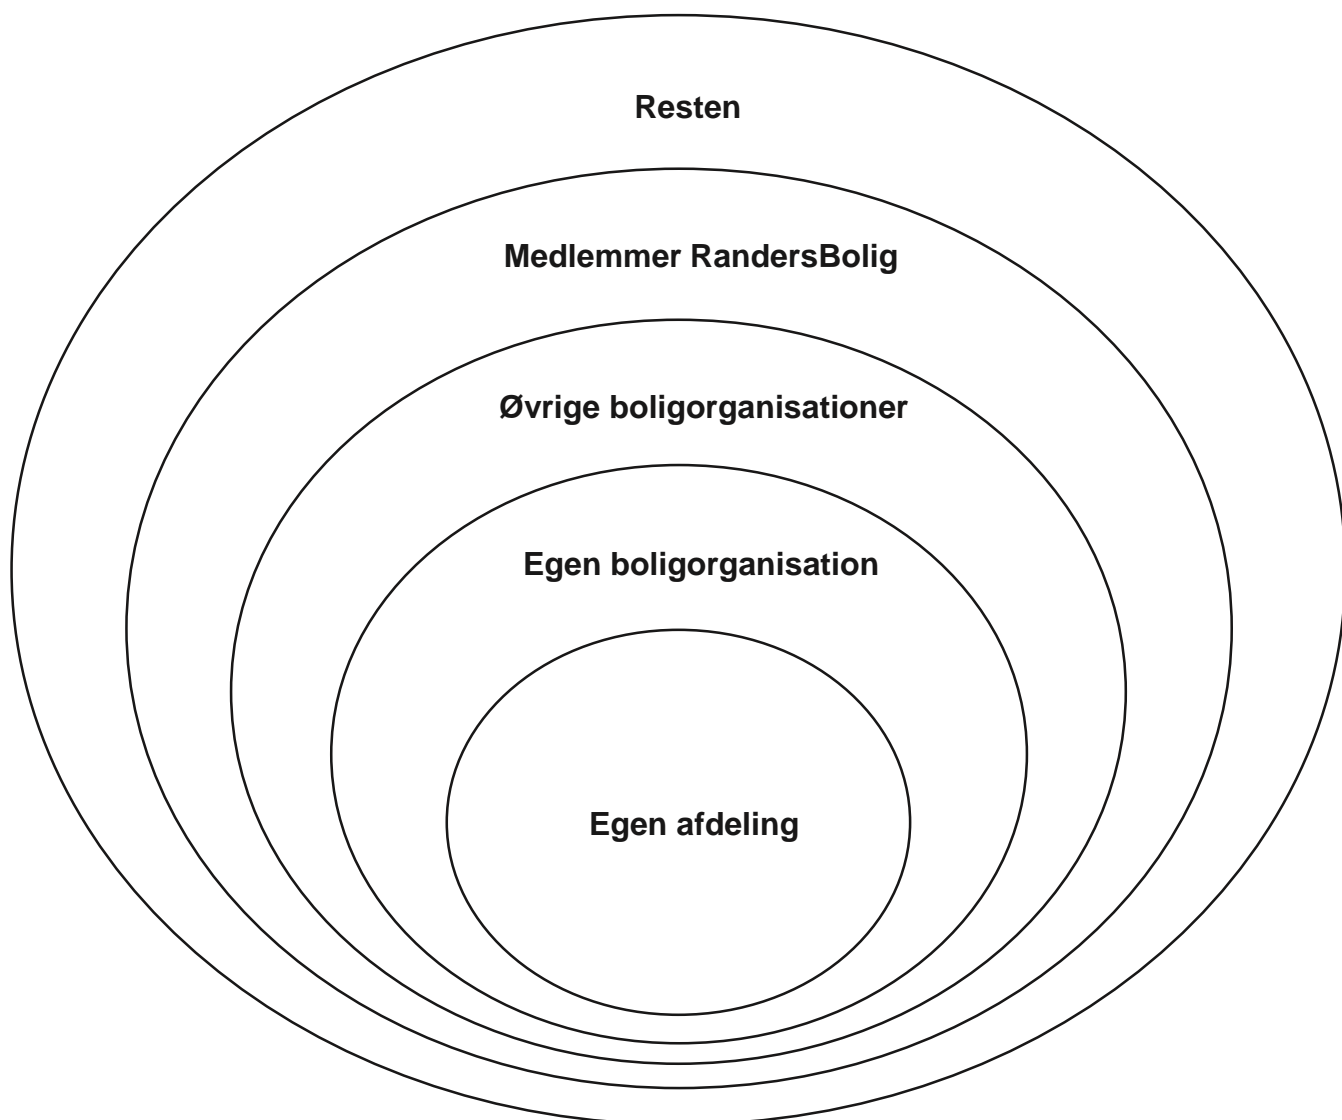 Resten
Medlemmer RandersBolig
Øvrige boligorganisationer
Egen boligorganisation
Egen afdeling